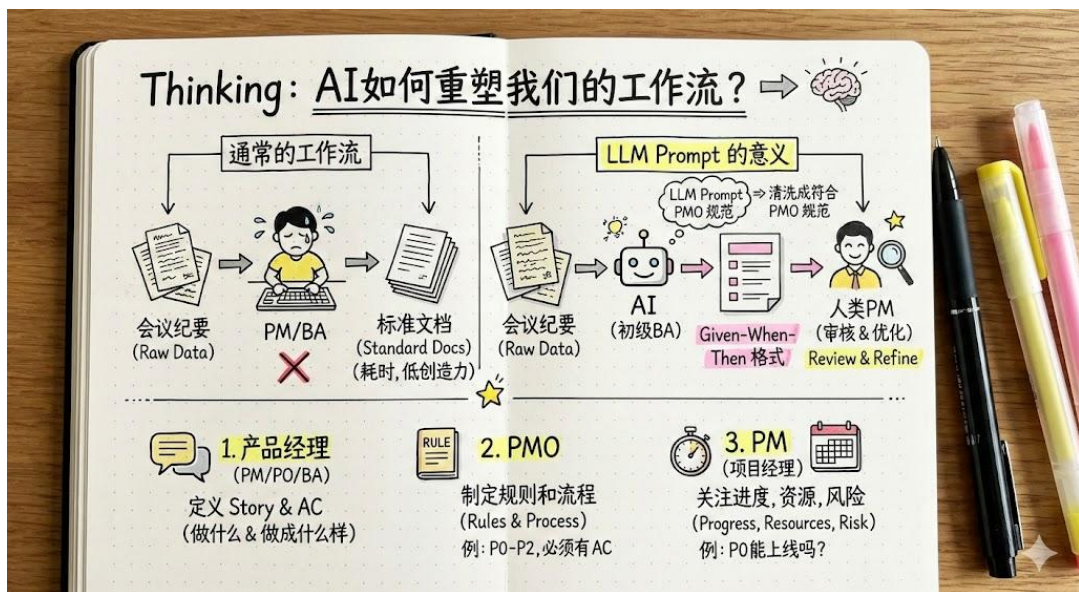 Thinking: AI如何重塑我们的工作流?
通常的工作流
会议纪要
(Raw Data)
PM/BA
标准文档
(Standard Docs)
(耗时,低创造力)
LLM Prompt 的意义
LLM Prompt
PMO 规范
⇒ 清洗成符合
PMO 规范
会议纪要
(Raw Data)
AI
(初级BA)
Given-When-
Then 格式
人类PM
(审核&优化)
Review & Refine
1. 产品经理
(PM/PO/BA)
定义 Story & AC
(做什么&做成什么样)
RULE
2. PMO
制定规则和流程
(Rules & Process)
例: P0-P2,必须有AC
3. PM
(项目经理)
关注进度,资源,风险
(Progress, Resources, Risk)
例: P0能上线吗?